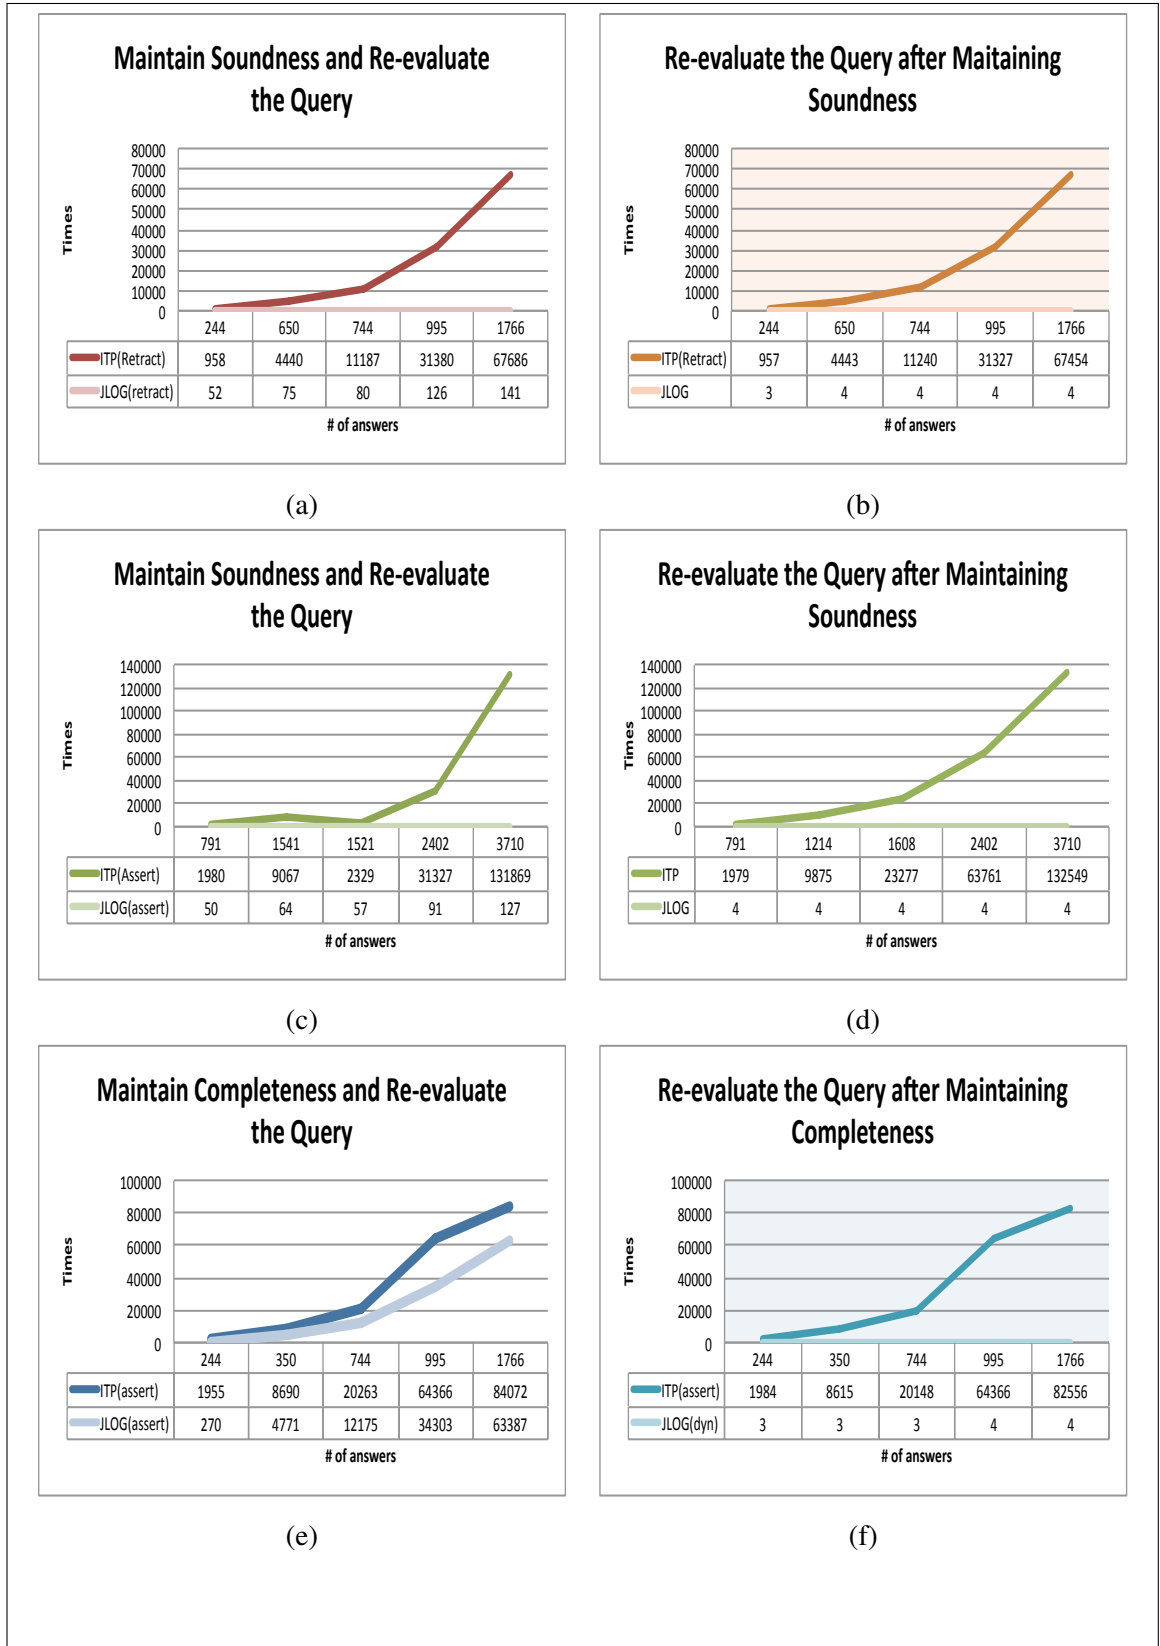 Maintain Soundness and Re-evaluate
the Query
80000
70000
60000
50000
40000
30000
20000
10000
0
Times
244 650 744 995 1766
ITP(Retract) 958 4440 11187 31380 67686
JLOG(retract) 52 75 80 126 141
# of answers
(a)
Re-evaluate the Query after Maitaining
Soundness
80000
70000
60000
50000
40000
30000
20000
10000
0
Times
244 650 744 995 1766
ITP(Retract) 957 4443 11240 31327 67454
JLOG 3 4 4 4 4
# of answers
(b)
Maintain Soundness and Re-evaluate
the Query
140000
120000
100000
80000
60000
40000
20000
0
Times
791 1541 1521 2402 3710
ITP(Assert) 1980 9067 2329 31327 131869
JLOG(assert) 50 64 57 91 127
# of answers
(c)
Re-evaluate the Query after Maintaining
Soundness
140000
120000
100000
80000
60000
40000
20000
0
Times
791 1214 1608 2402 3710
ITP 1979 9875 23277 63761 132549
JLOG 4 4 4 4 4
# of answers
(d)
Maintain Completeness and Re-evaluate
the Query
100000
80000
60000
40000
20000
0
Times
244 350 744 995 1766
ITP(assert) 1955 8690 20263 64366 84072
JLOG(assert) 270 4771 12175 34303 63387
# of answers
(e)
Re-evaluate the Query after Maintaining
Completeness
100000
80000
60000
40000
20000
0
Times
244 350 744 995 1766
ITP(assert) 1984 8615 20148 64366 82556
JLOG(dyn) 3 3 3 4 4
# of answers
(f)